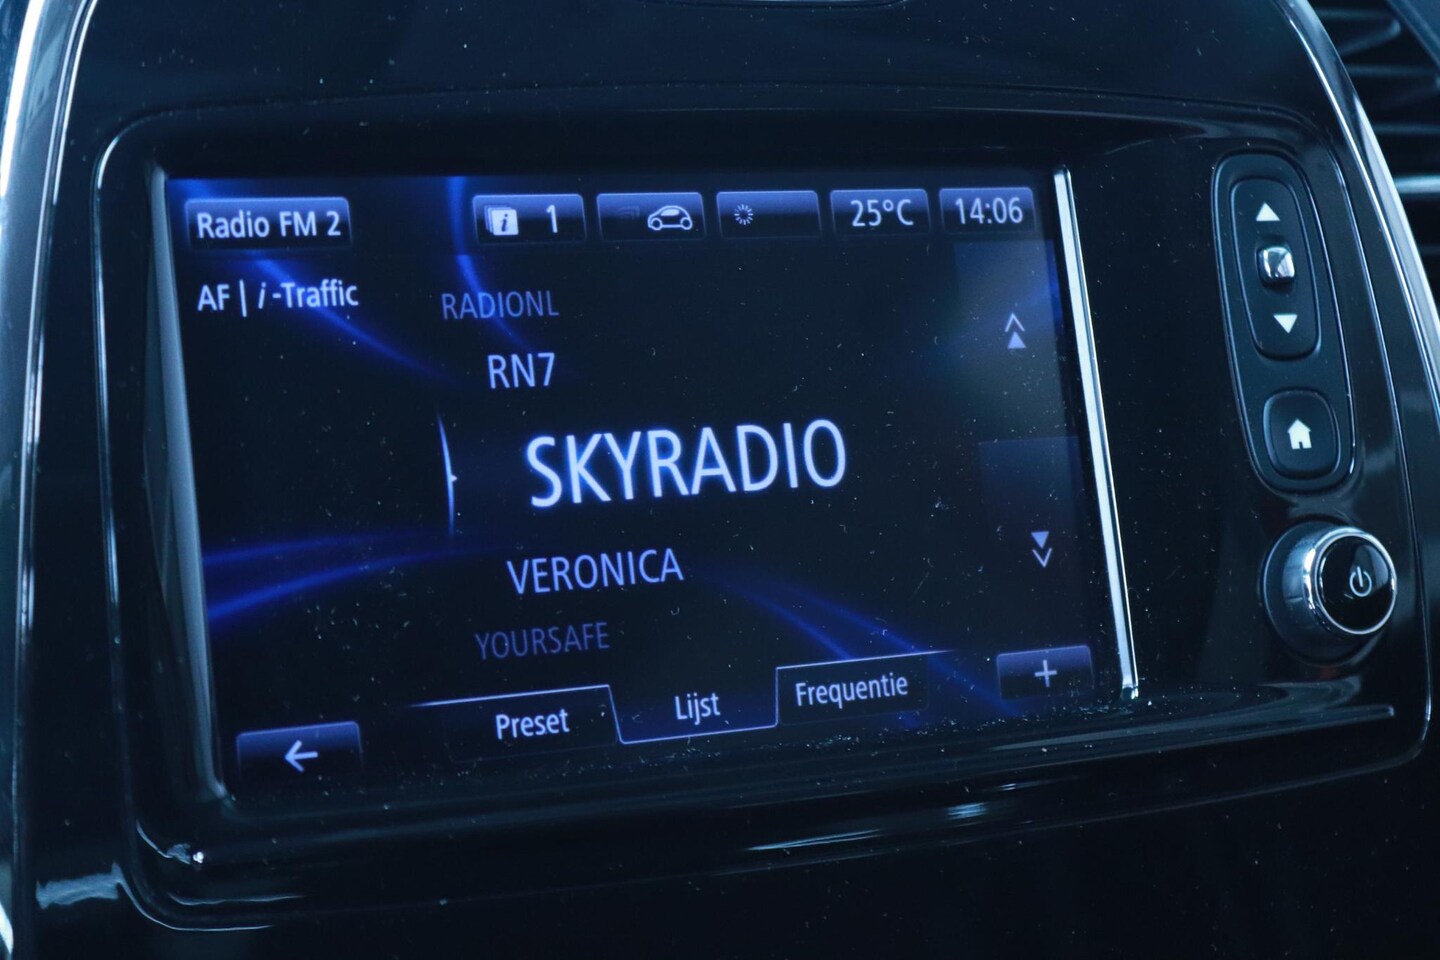 Radio FM 2
i 1
25°C
14:06
AF | i-Traffic
RADIONL
RN7
SKYRADIO
VERONICA
YOURSAFE
Preset
Lijst
Frequentie
+